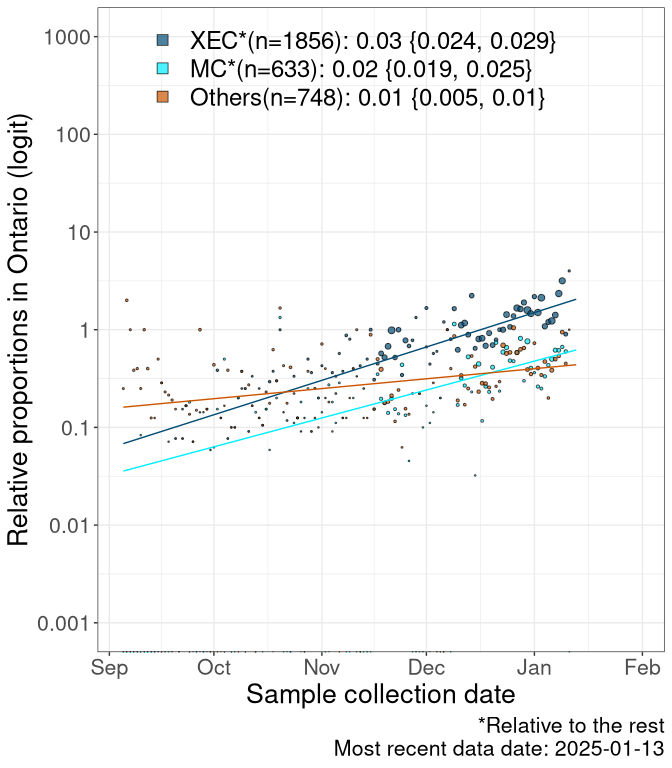 XEC*(n=1856): 0.03 {0.024, 0.029}
MC*(n=633): 0.02 {0.019, 0.025}
Others(n=748): 0.01 {0.005, 0.01}
Relative proportions in Ontario (logit)
1000
100
10
1
0.1
0.01
0.001
Sep Oct Nov Dec Jan Feb
Sample collection date
*Relative to the rest
Most recent data date: 2025-01-13